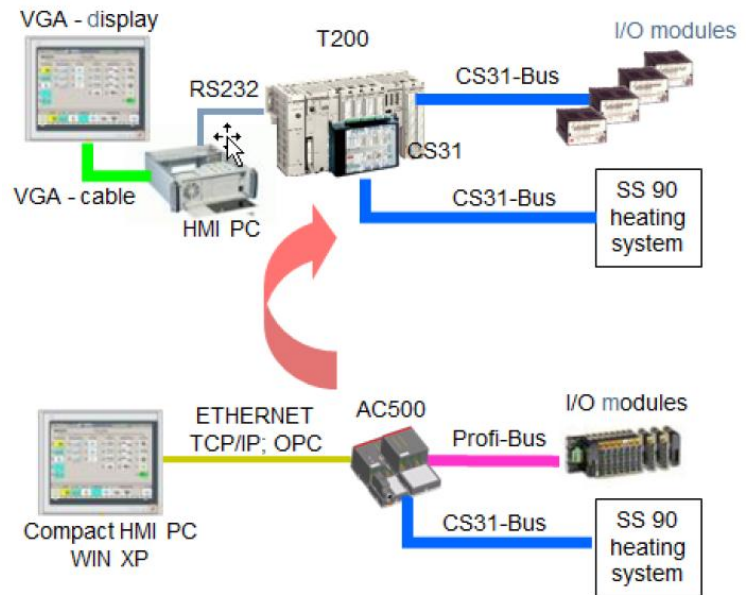 VGA - display
T200
I/O modules
RS232
CS31-Bus
CS31
VGA - cable
HMI PC
CS31-Bus
SS 90
heating
system
ETHERNET
TCP/IP; OPC
AC500
I/O modules
Profi-Bus
Compact HMI PC
WIN XP
CS31-Bus
SS 90
heating
system